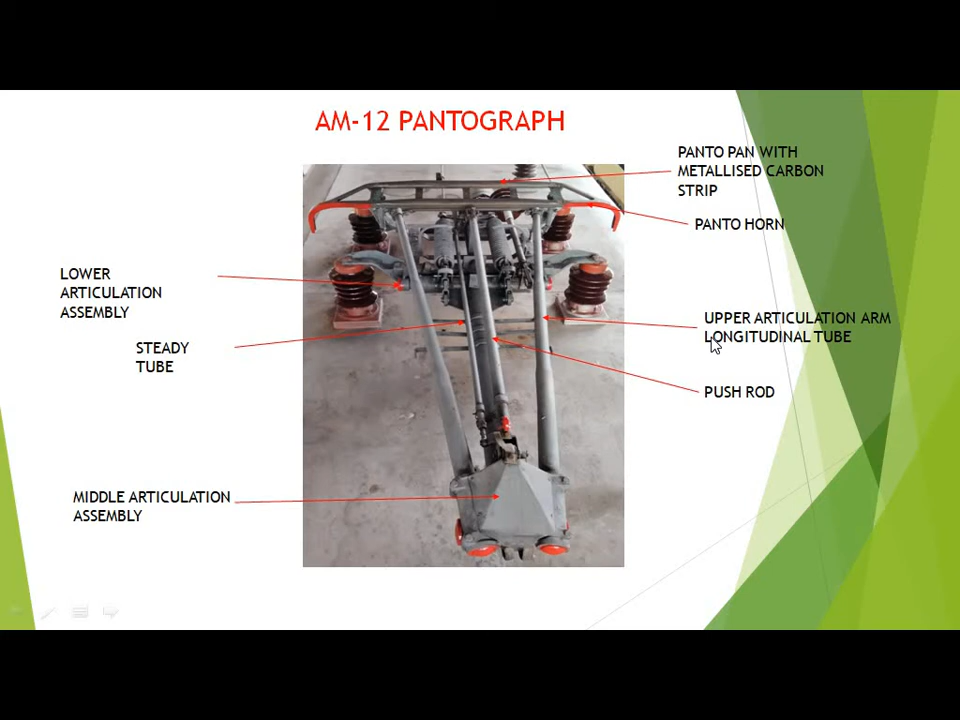 AM-12 PANTOGRAPH
PANTO PAN WITH
METALLISED CARBON
STRIP
PANTO HORN
LOWER
ARTICULATION
ASSEMBLY
UPPER ARTICULATION ARM
LONGITUDINAL TUBE
STEADY
TUBE
PUSH ROD
MIDDLE ARTICULATION
ASSEMBLY